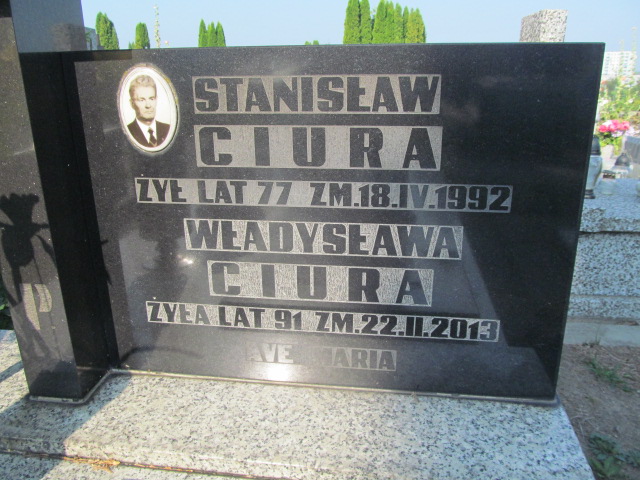 STANISŁAW
CIURA
ŻYŁ LAT 77 ZM.18.IV.1992
WŁADYSŁAWA
CIURA
ŻYŁA LAT 91 ZM.22.II.2013
AVE MARIA
P